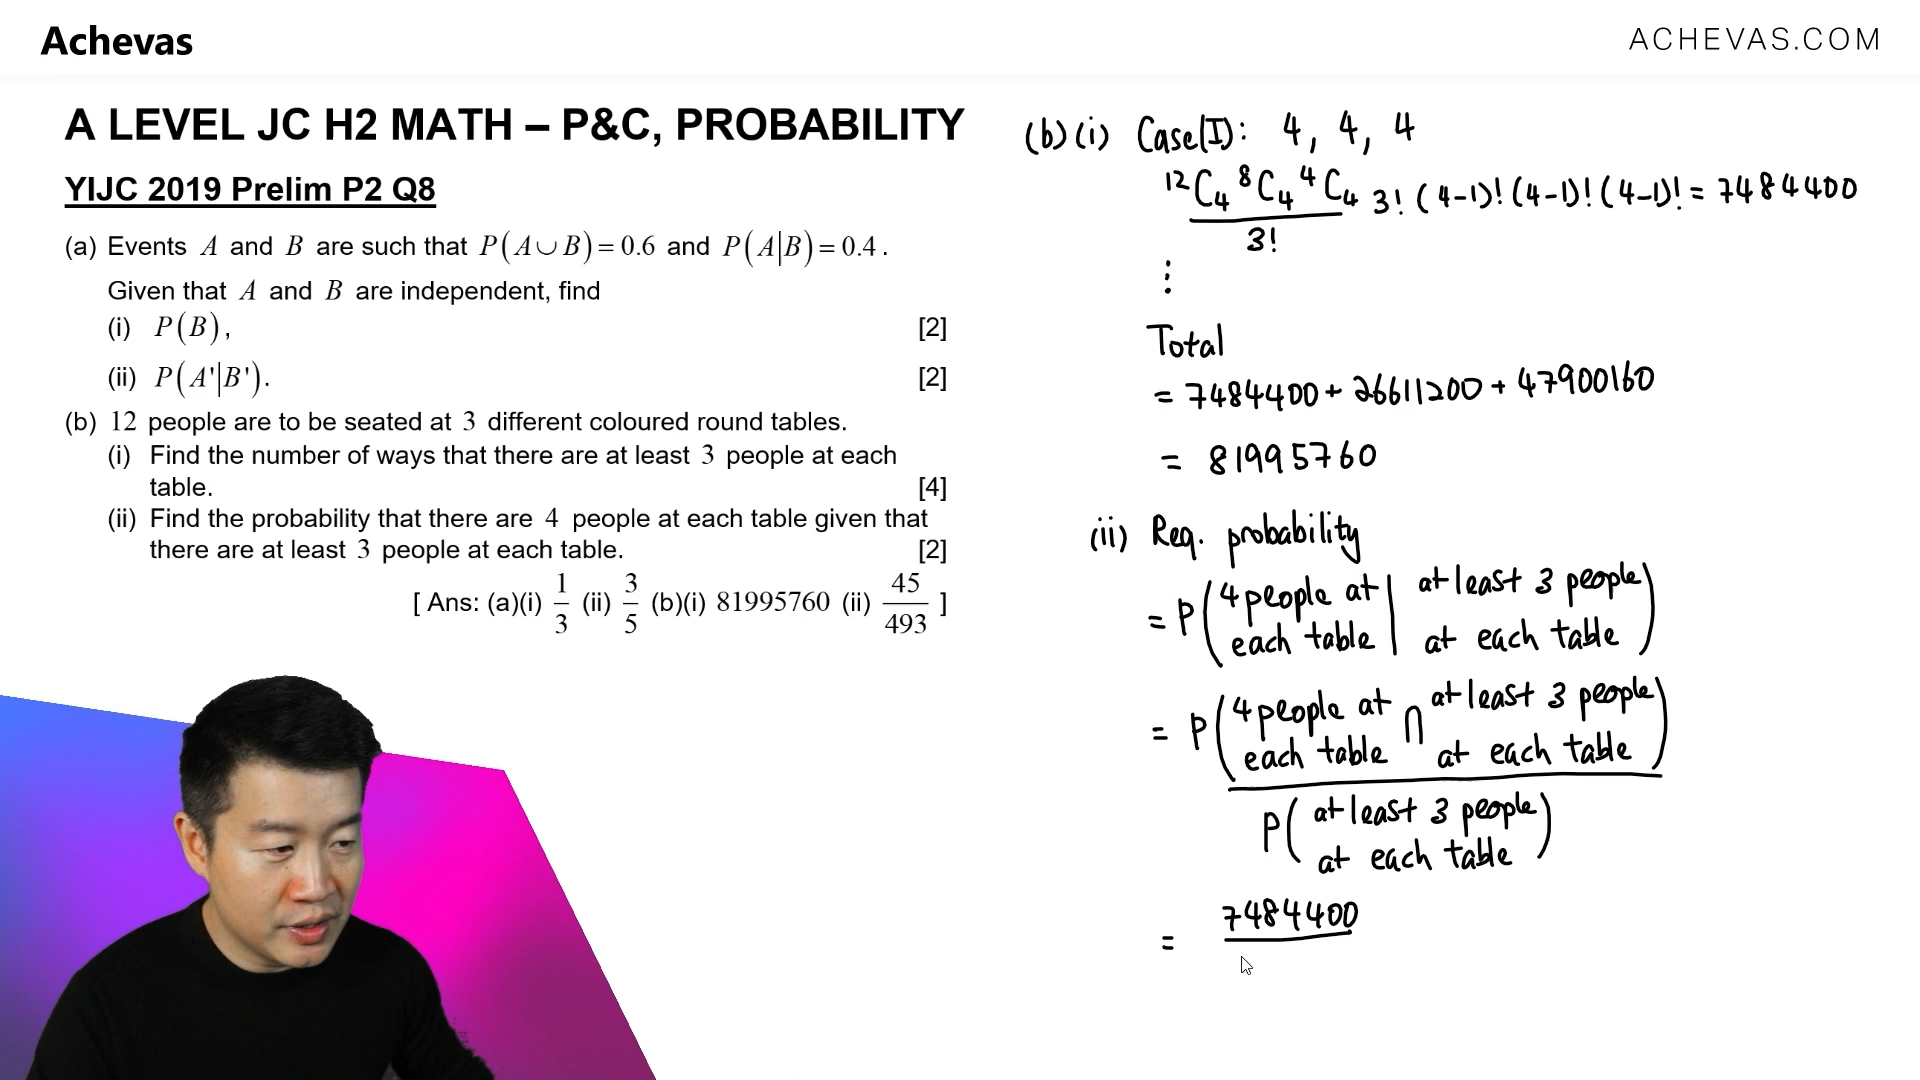 Achevas
ACHEVAS.COM
A LEVEL JC H2 MATH – P&C, PROBABILITY
YIJC 2019 Prelim P2 Q8
(a) Events A and B are such that P(A∪B)=0.6 and P(A|B)=0.4.
Given that A and B are independent, find
(i) P(B), [2]
(ii) P(A'|B'). [2]
(b) 12 people are to be seated at 3 different coloured round tables.
(i) Find the number of ways that there are at least 3 people at each
table. [4]
(ii) Find the probability that there are 4 people at each table given that
there are at least 3 people at each table. [2]
[ Ans: (a)(i) 1/3 (ii) 3/5 (b)(i) 81995760 (ii) 45/493 ]
(b)(i) Case(I): 4, 4, 4
¹²C₄ ⁸C₄ ⁴C₄ / 3! 3! (4-1)! (4-1)! (4-1)! = 7484400
⋮
Total
= 7484400 + 26611200 + 47900160
= 81995760
(ii) Req. probability
= P(4 people at each table | at least 3 people at each table)
= P(4 people at each table ∩ at least 3 people at each table)
P(at least 3 people at each table)
= 7484400